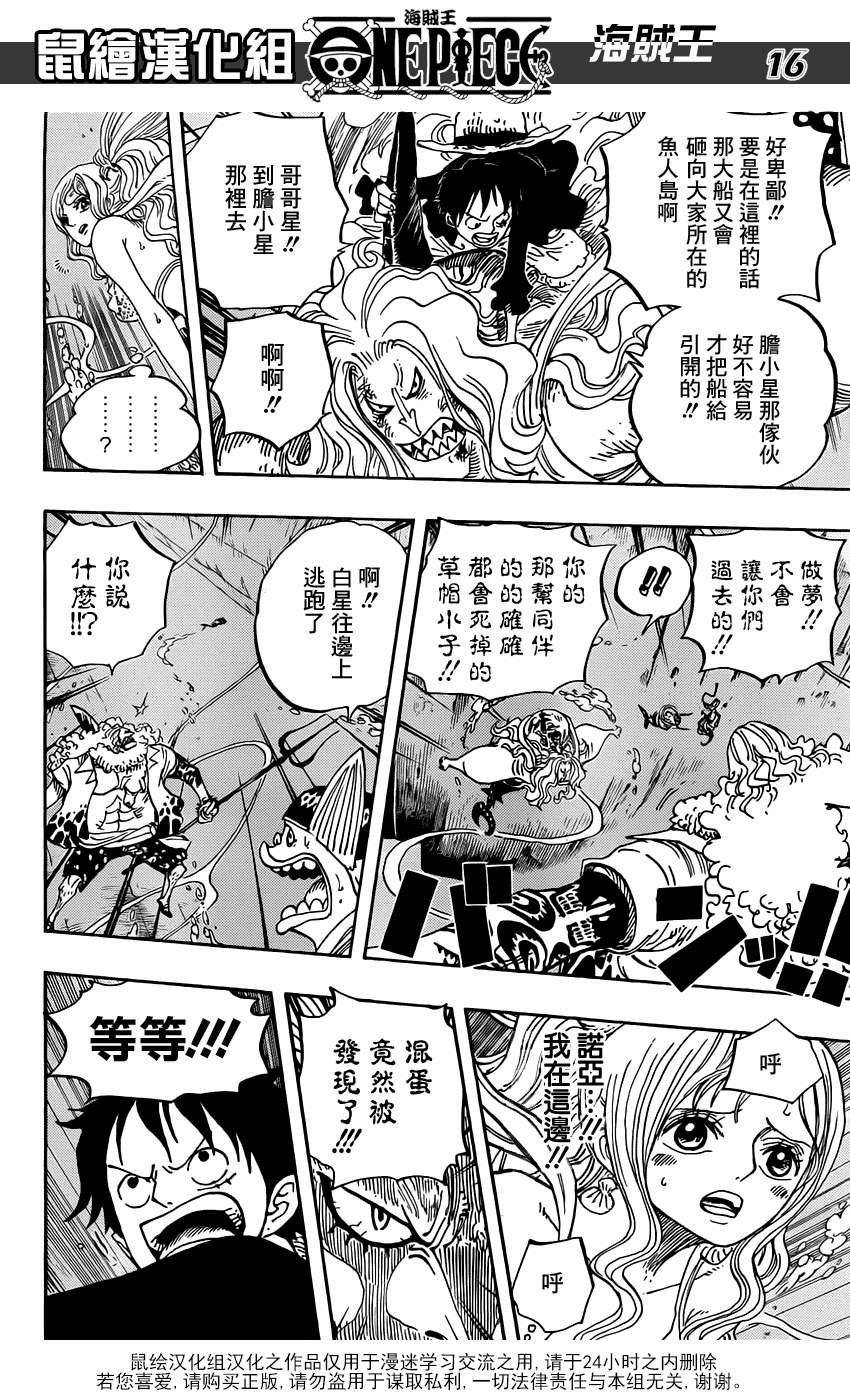 鼠繪漢化組
海賊王
ONE PIECE
海賊王
16
好卑鄙!!
要是在這裡的話
那大船又會
砸向大家所在的
魚人島啊
膽小星那傢伙
好不容易
才把船給
引開的!!
哥哥星!!
到膽小星
那裡去
啊
啊!!
………
………
?
做夢!!
不會
讓你們
過去的!!
!!
你的
那幫同伴
的的確確
都會死掉的
草帽小子!!
啊!!
白星往邊上
逃跑了
你說
什麼!!?
呼
諾亞…!!
我在這邊!!
呼
混蛋
竟然被
發現了!!!
等等!!!
鼠绘汉化组汉化之作品仅用于漫迷学习交流之用, 请于24小时之内删除
若您喜爱, 请购买正版, 请勿盗用于谋取私利, 一切法律责任与本组无关, 谢谢。